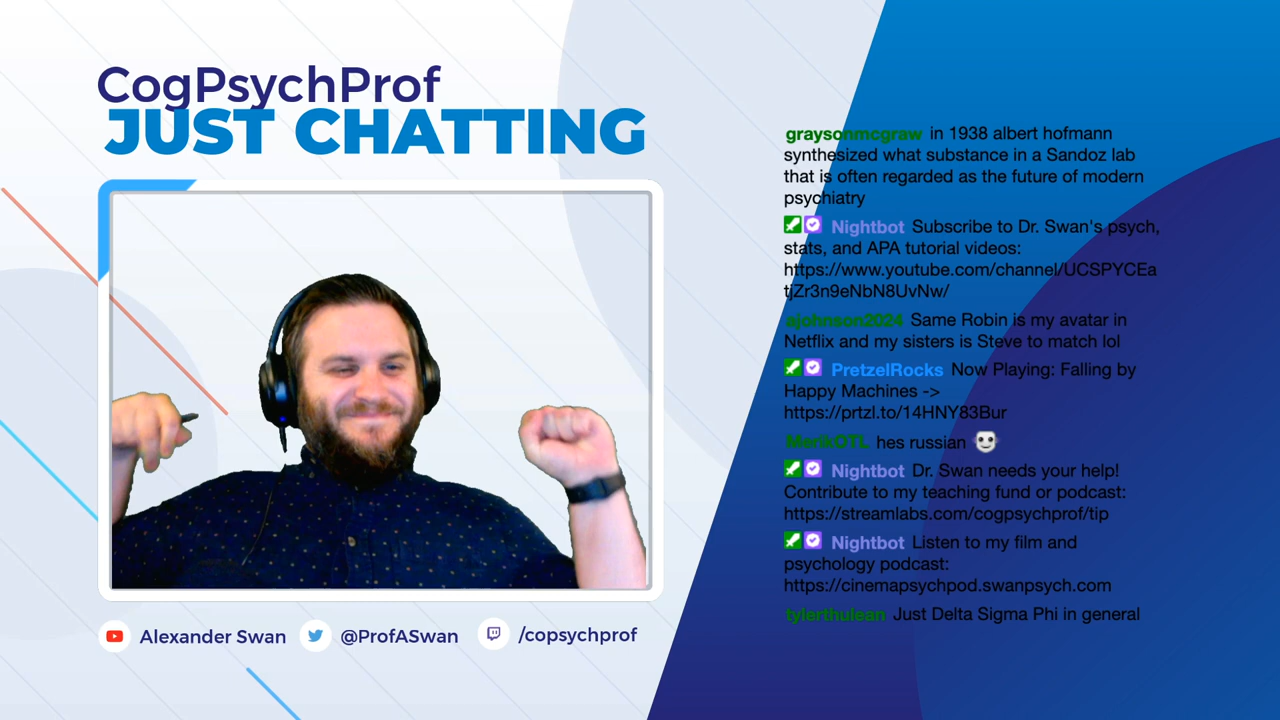 CogPsychProf
JUST CHATTING
graysonmcgraw in 1938 albert hofmann
synthesized what substance in a Sandoz lab
that is often regarded as the future of modern
psychiatry
Nightbot Subscribe to Dr. Swan's psych,
stats, and APA tutorial videos:
https://www.youtube.com/channel/UCSPYCEa
tjZr3n9eNbN8UvNw/
ajohnson2024 Same Robin is my avatar in
Netflix and my sisters is Steve to match lol
PretzelRocks Now Playing: Falling by
Happy Machines ->
https://prtzl.to/14HNY83Bur
MerikOTL hes russian
Nightbot Dr. Swan needs your help!
Contribute to my teaching fund or podcast:
https://streamlabs.com/cogpsychprof/tip
Nightbot Listen to my film and
psychology podcast:
https://cinemapsychpod.swanpsych.com
tylerthulean Just Delta Sigma Phi in general
Alexander Swan @ProfASwan /copsychprof